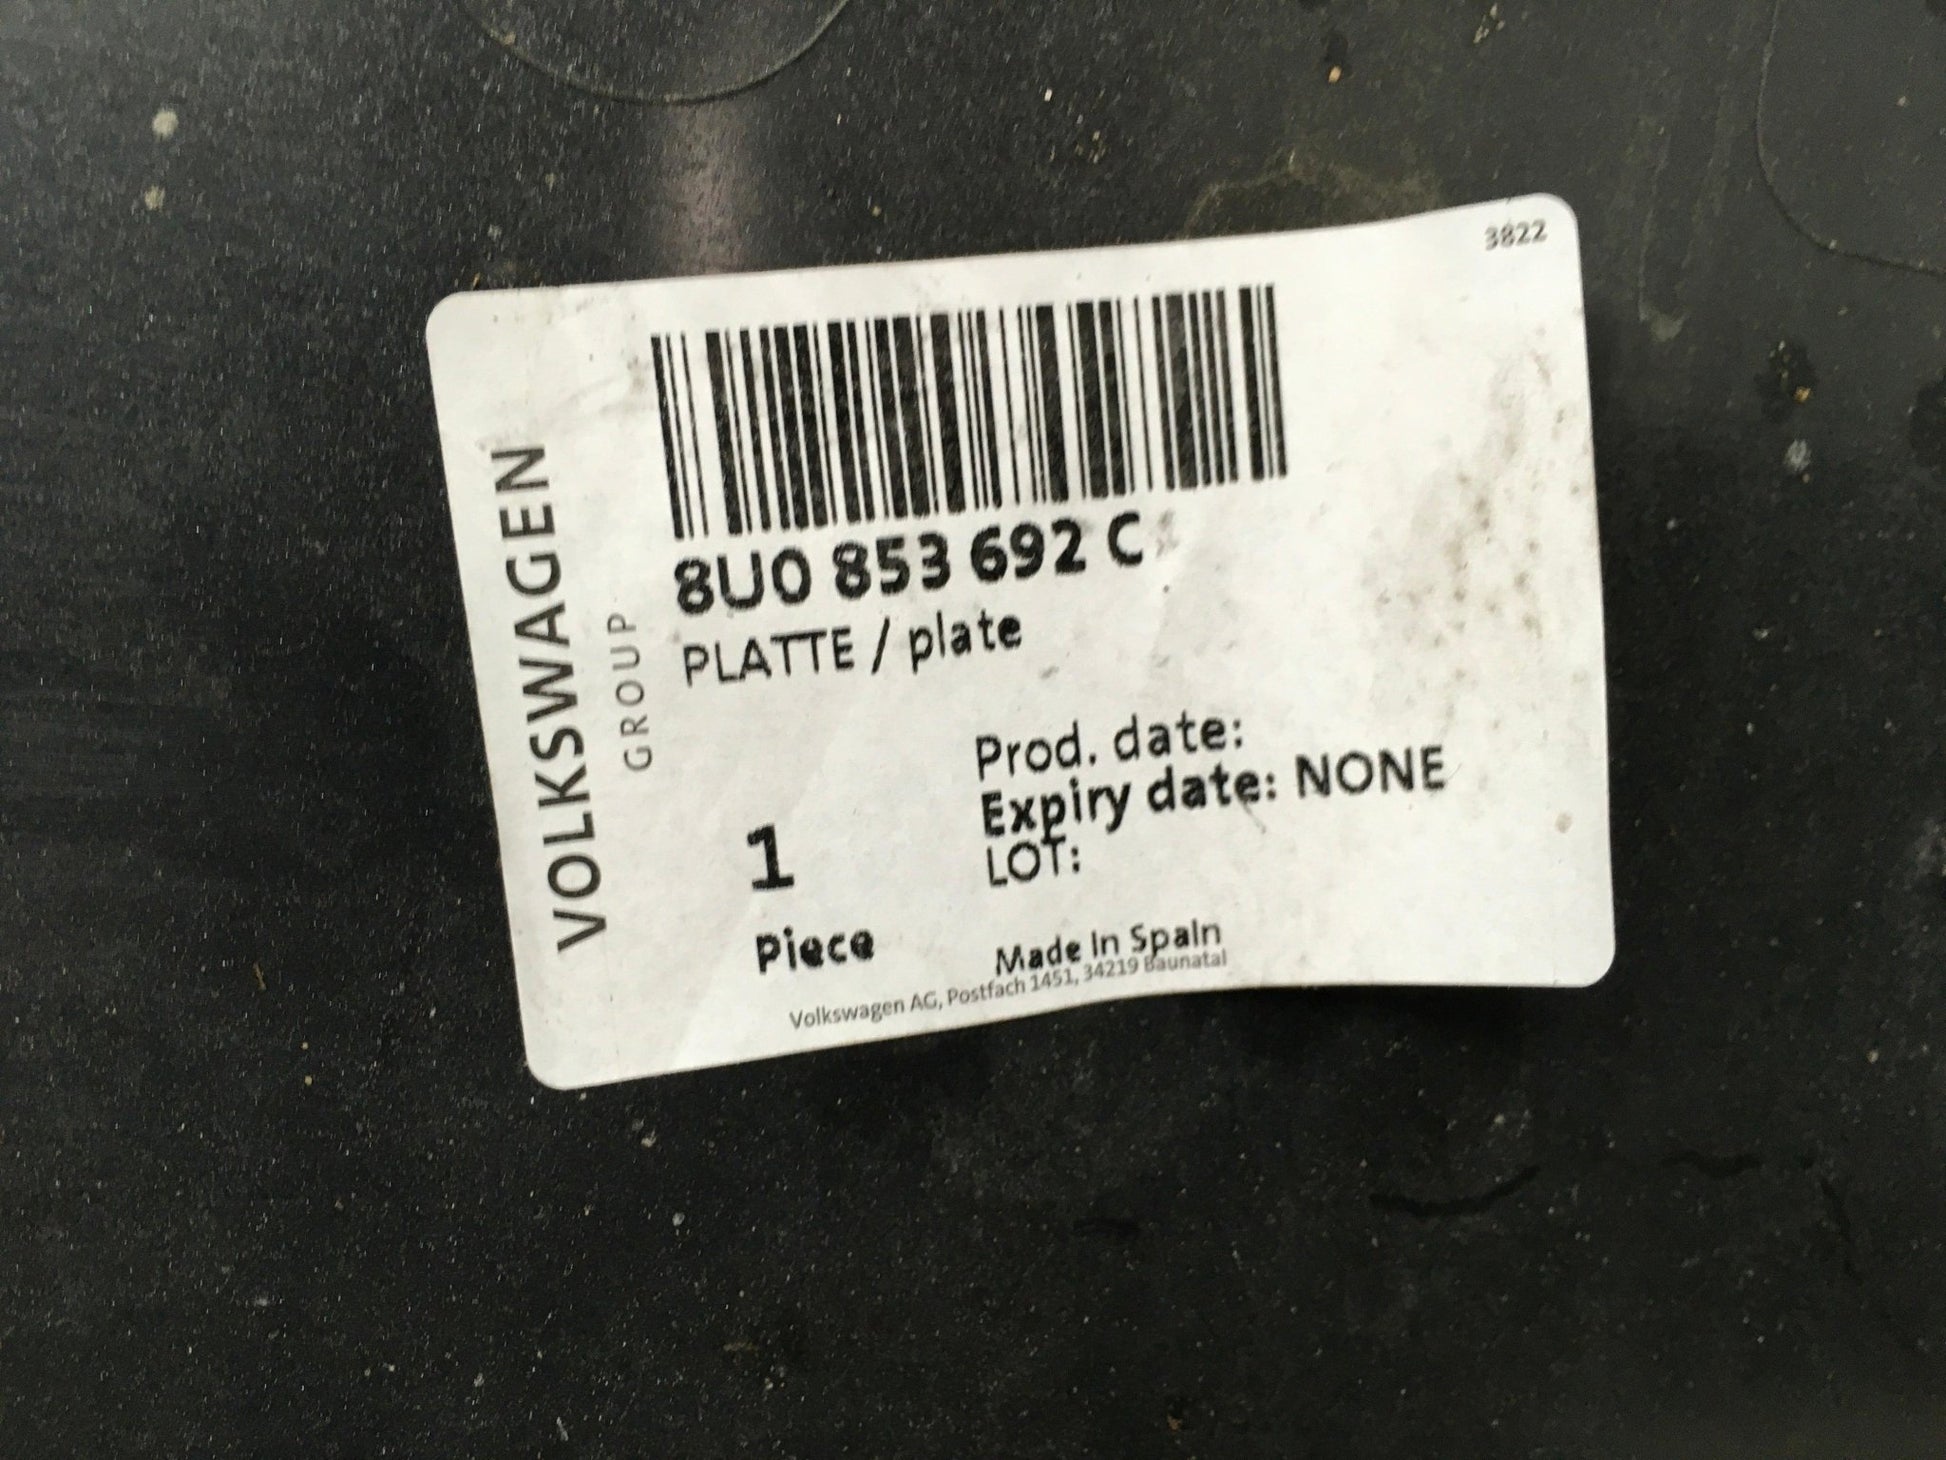 3822
VOLKSWAGEN
GROUP
8U0 853 692 C
PLATTE / plate
Prod. date:
Expiry date: NONE
LOT:
1
Piece
Made In Spain
Volkswagen AG, Postfach 1451, 34219 Baunatal